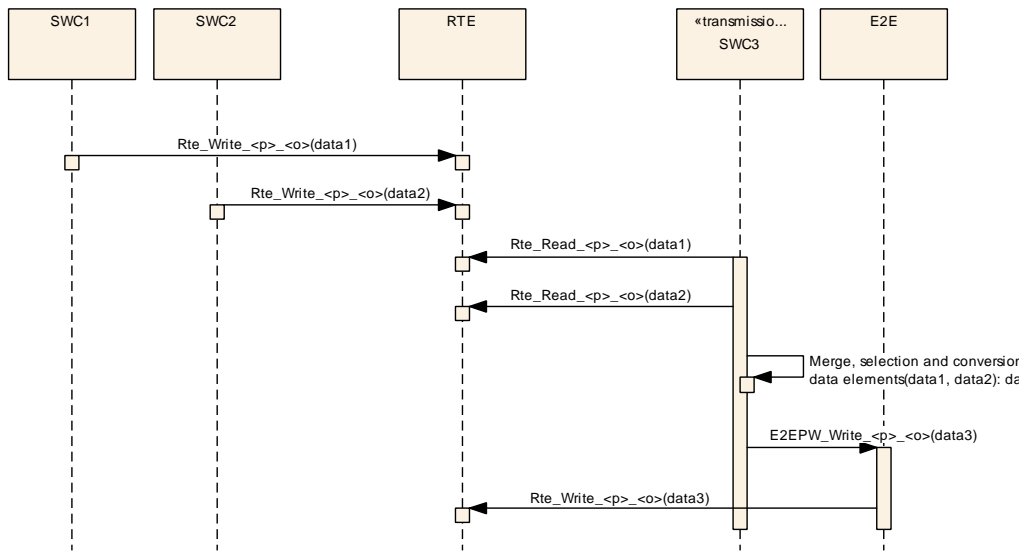 SWC1
SWC2
RTE
«transmissio...
SWC3
E2E
Rte_Write_<p>_<o>(data1)
Rte_Write_<p>_<o>(data2)
Rte_Read_<p>_<o>(data1)
Rte_Read_<p>_<o>(data2)
Merge, selection and conversion
data elements(data1, data2): da
E2EPW_Write_<p>_<o>(data3)
Rte_Write_<p>_<o>(data3)